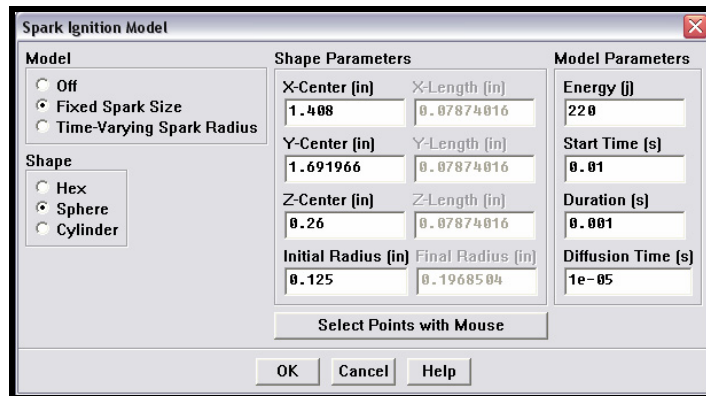 Spark Ignition Model
Model
Off
Fixed Spark Size
Time-Varying Spark Radius
Shape
Hex
Sphere
Cylinder
Shape Parameters
X-Center (in) X-Length (in)
1.408 0.07874016
Y-Center (in) Y-Length (in)
1.691966 0.07874016
Z-Center (in) Z-Length (in)
0.26 0.07874016
Initial Radius (in) Final Radius (in)
0.125 0.1968504
Select Points with Mouse
Model Parameters
Energy (j)
220
Start Time (s)
0.01
Duration (s)
0.001
Diffusion Time (s)
1e-05
OK Cancel Help